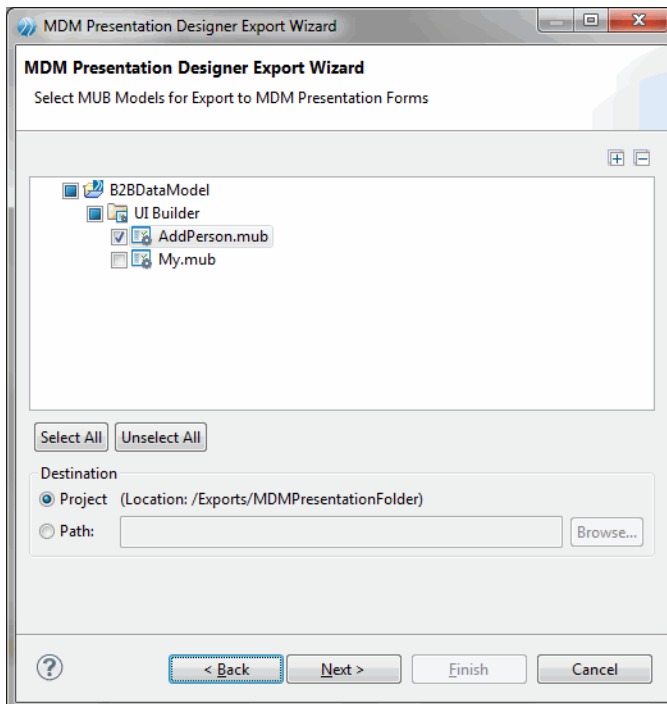 MDM Presentation Designer Export Wizard
MDM Presentation Designer Export Wizard
Select MUB Models for Export to MDM Presentation Forms
B2BDataModel
UI Builder
AddPerson.mub
My.mub
Select All Unselect All
Destination
Project (Location: /Exports/MDMPresentationFolder)
Path: Browse...
? < Back Next > Finish Cancel